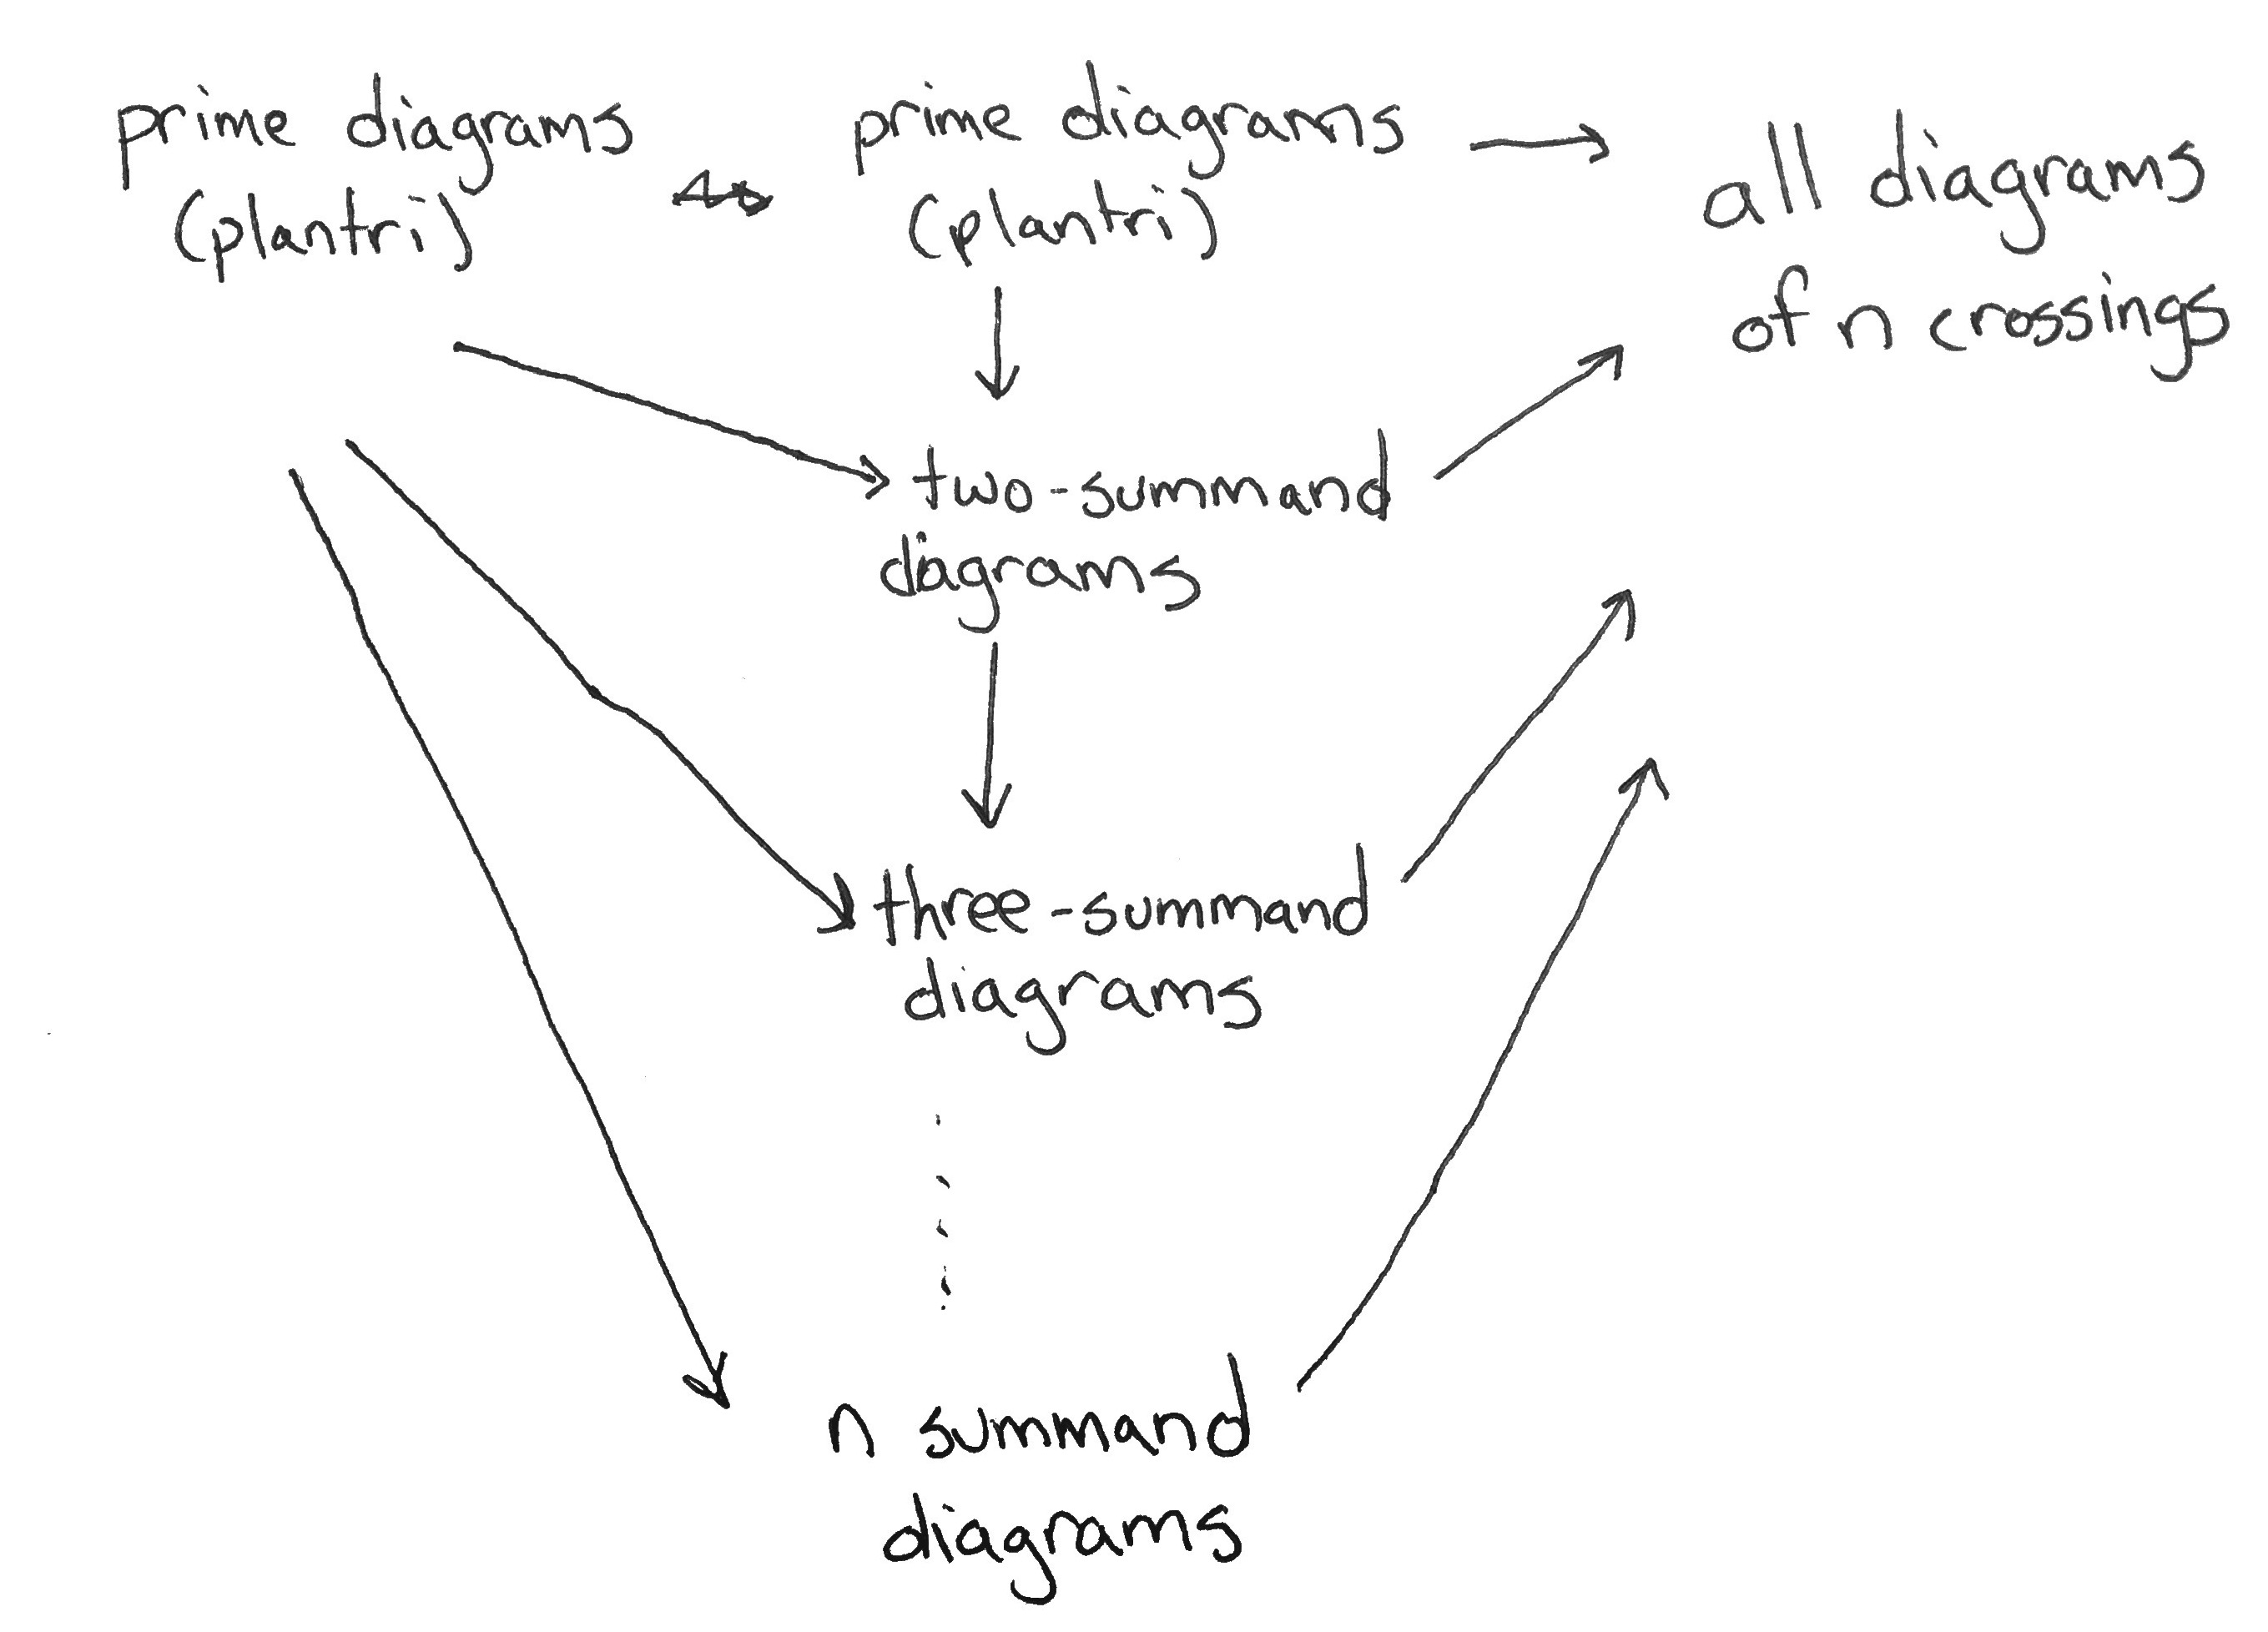 prime diagrams
(plantri)
prime diagrams
(plantri)
all diagrams
of n crossings
two-summand
diagrams
three-summand
diagrams
n summand
diagrams